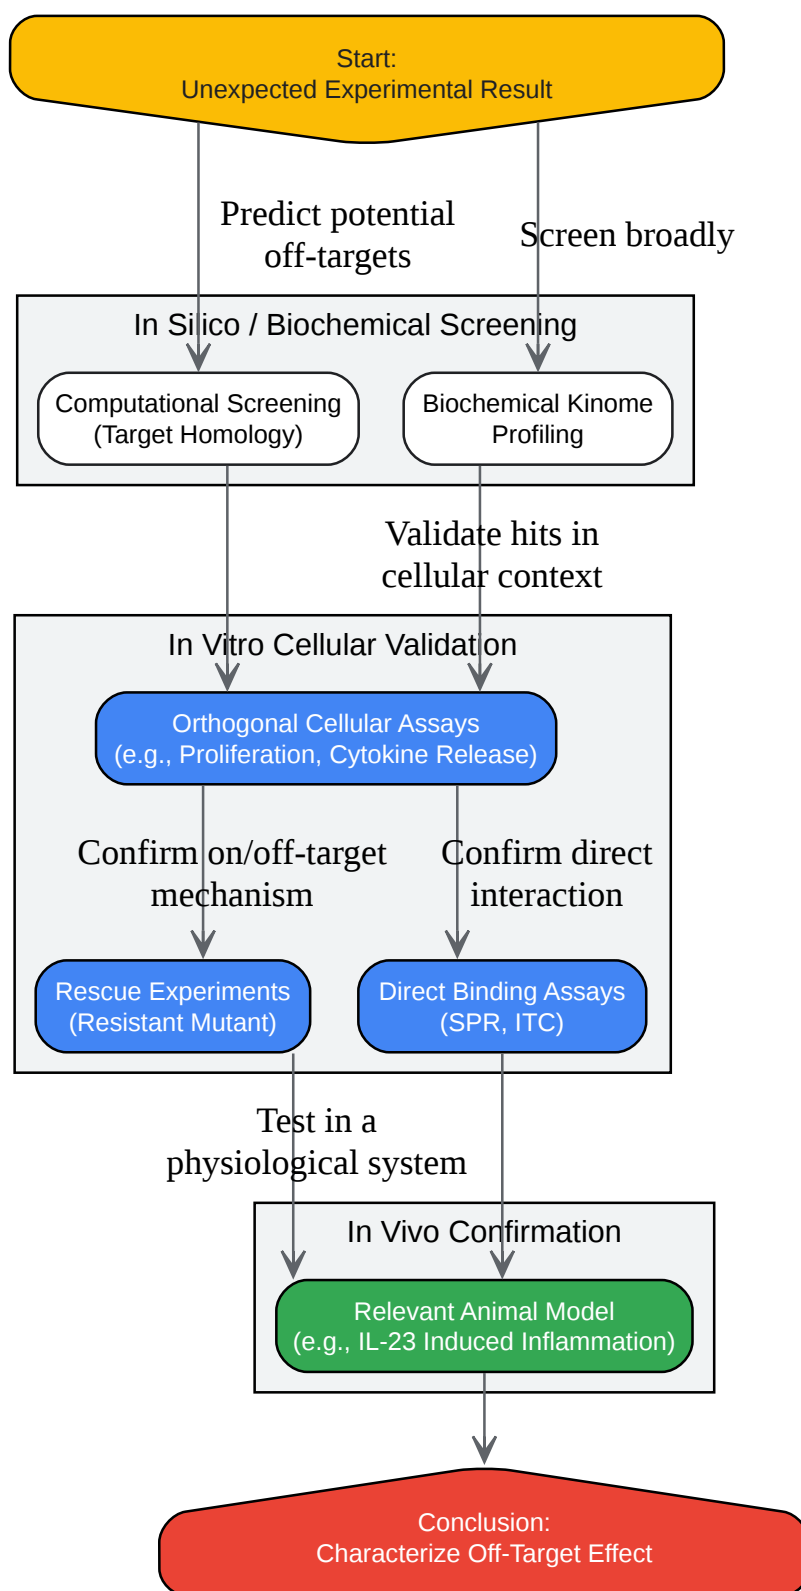 Start:
Unexpected Experimental Result
Predict potential
off-targets
Screen broadly
In Silico / Biochemical Screening
Computational Screening
(Target Homology)
Biochemical Kinome
Profiling
Validate hits in
cellular context
In Vitro Cellular Validation
Orthogonal Cellular Assays
(e.g., Proliferation, Cytokine Release)
Confirm on/off-target
mechanism
Confirm direct
interaction
Rescue Experiments
(Resistant Mutant)
Direct Binding Assays
(SPR, ITC)
Test in a
physiological system
In Vivo Confirmation
Relevant Animal Model
(e.g., IL-23 Induced Inflammation)
Conclusion:
Characterize Off-Target Effect